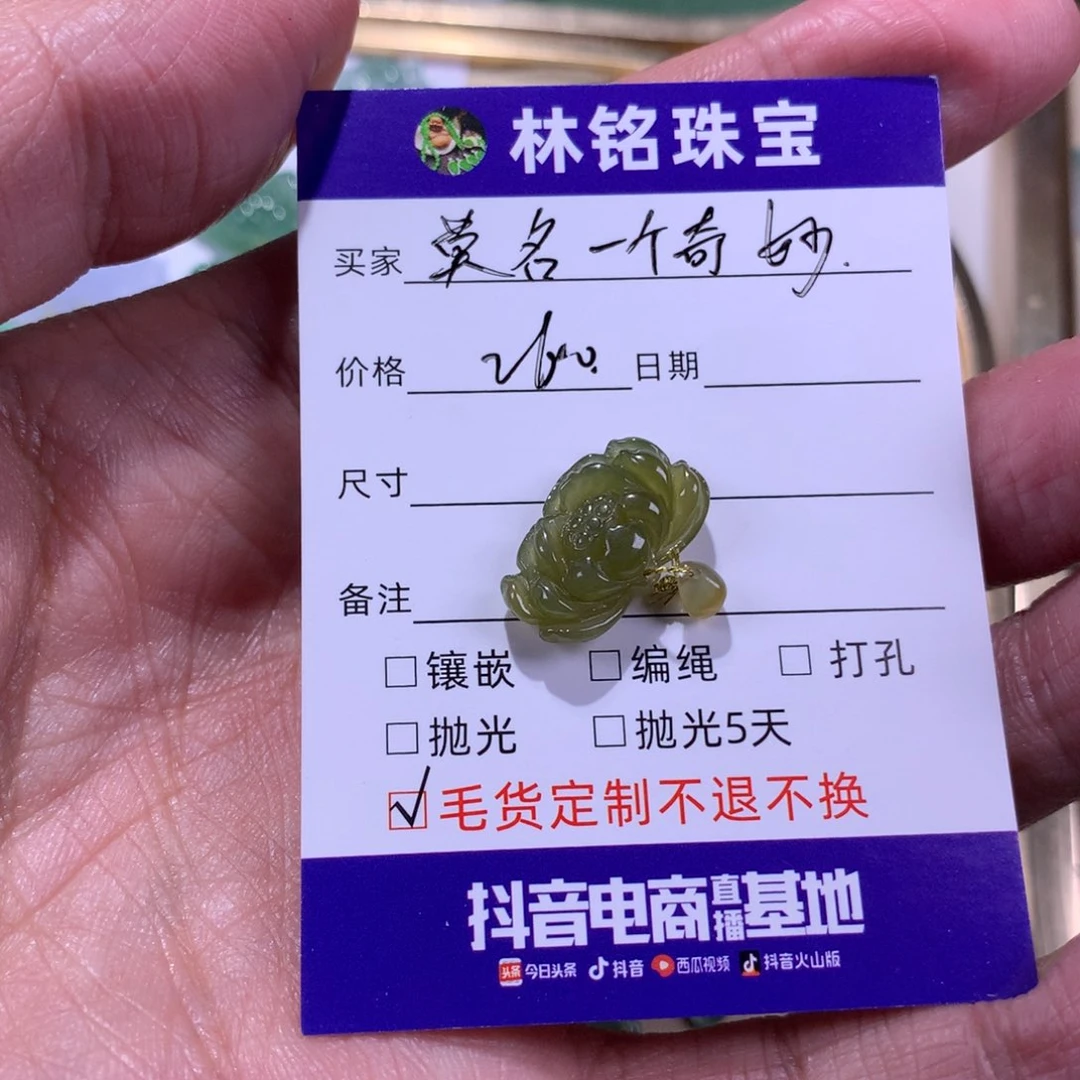 林铭珠宝
买家 莫名一个奇妙.
价格 日期
尺寸
备注
□镶嵌 □编绳 □打孔
□抛光 □抛光5天
☑毛货定制不退不换
抖音电商直播基地
头条 今日头条 抖音 西瓜视频 抖音火山版